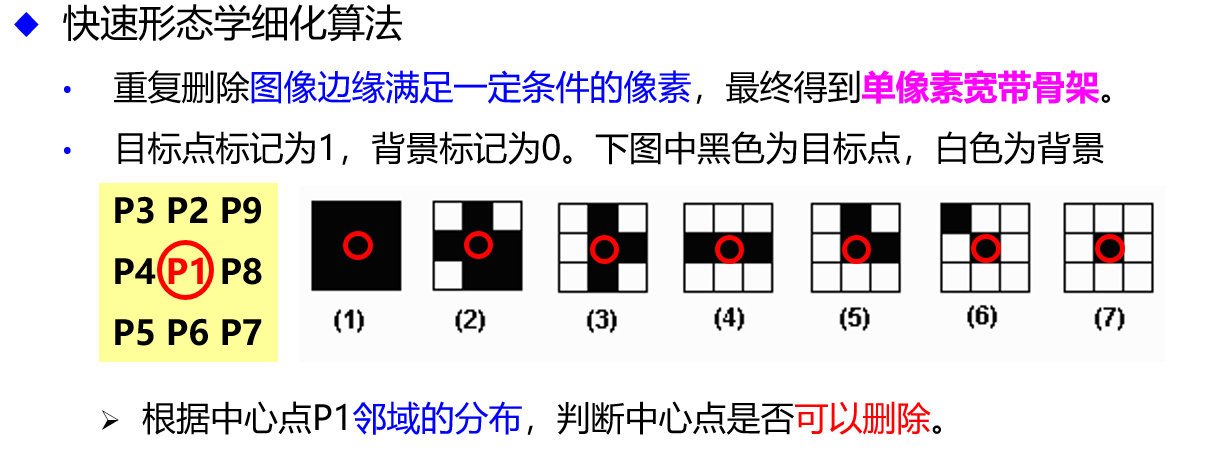 快速形态学细化算法
重复删除图像边缘满足一定条件的像素，最终得到单像素宽带骨架。
目标点标记为1，背景标记为0。下图中黑色为目标点，白色为背景
P3 P2 P9
P4 P1 P8
P5 P6 P7
(1) (2) (3) (4) (5) (6) (7)
根据中心点P1邻域的分布，判断中心点是否可以删除。